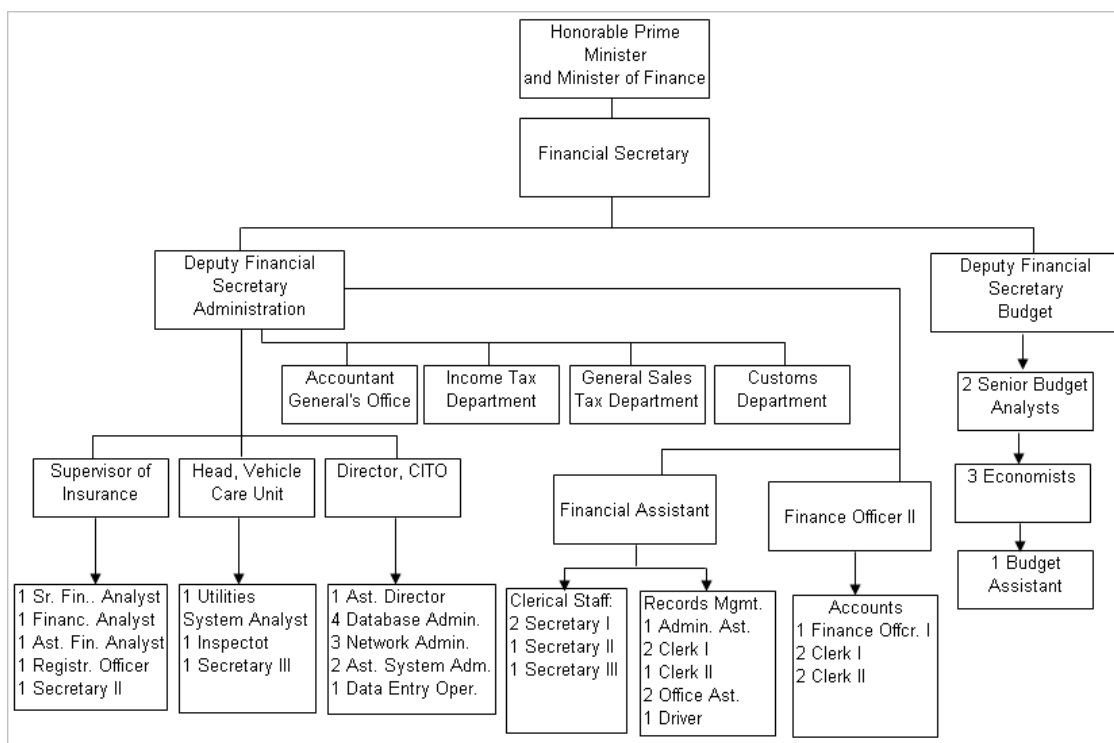 Honorable Prime
Minister
and Minister of Finance
Financial Secretary
Deputy Financial
Secretary
Administration
Deputy Financial
Secretary
Budget
Accountant
General's Office
Income Tax
Department
General Sales
Tax Department
Customs
Department
2 Senior Budget
Analysts
Supervisor of
Insurance
Head, Vehicle
Care Unit
Director, CITO
Financial Assistant
Finance Officer II
3 Economists
1 Budget
Assistant
1 Sr. Fin.. Analyst
1 Financ. Analyst
1 Ast. Fin. Analyst
1 Registr. Officer
1 Secretary II
1 Utilities
System Analyst
1 Inspectot
1 Secretary III
1 Ast. Director
4 Database Admin.
3 Network Admin.
2 Ast. System Adm.
1 Data Entry Oper.
Clerical Staff:
2 Secretary I
1 Secretary II
1 Secretary III
Records Mgmt.
1 Admin. Ast.
2 Clerk I
1 Clerk II
2 Office Ast.
1 Driver
Accounts
1 Finance Offcr. I
2 Clerk I
2 Clerk II